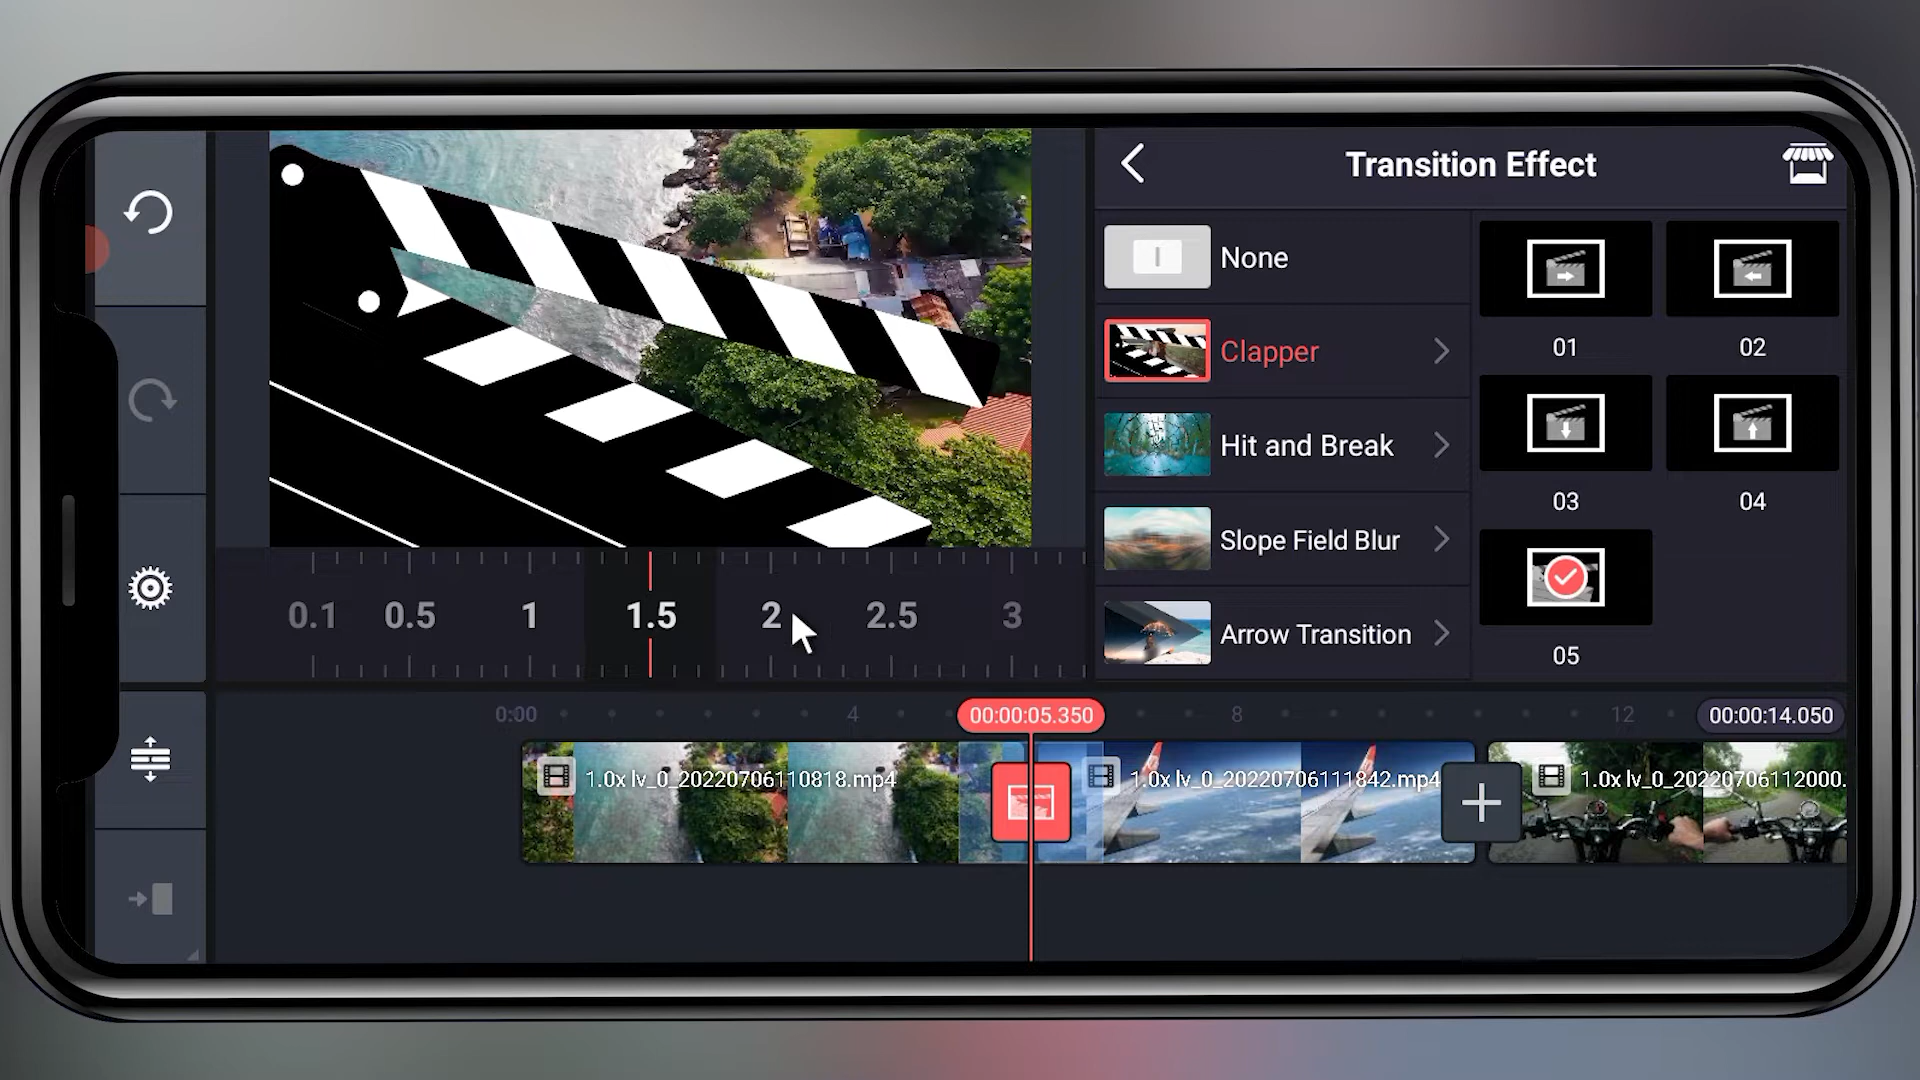 Transition Effect
None
Clapper
Hit and Break
Slope Field Blur
Arrow Transition
01
02
03
04
05
0.1
0.5
1
1.5
2
2.5
3
0:00
4
00:00:05.350
8
12
00:00:14.050
1.0x lv_0_20220706110818.mp4
1.0x lv_0_20220706111842.mp4
1.0x lv_0_20220706112000.